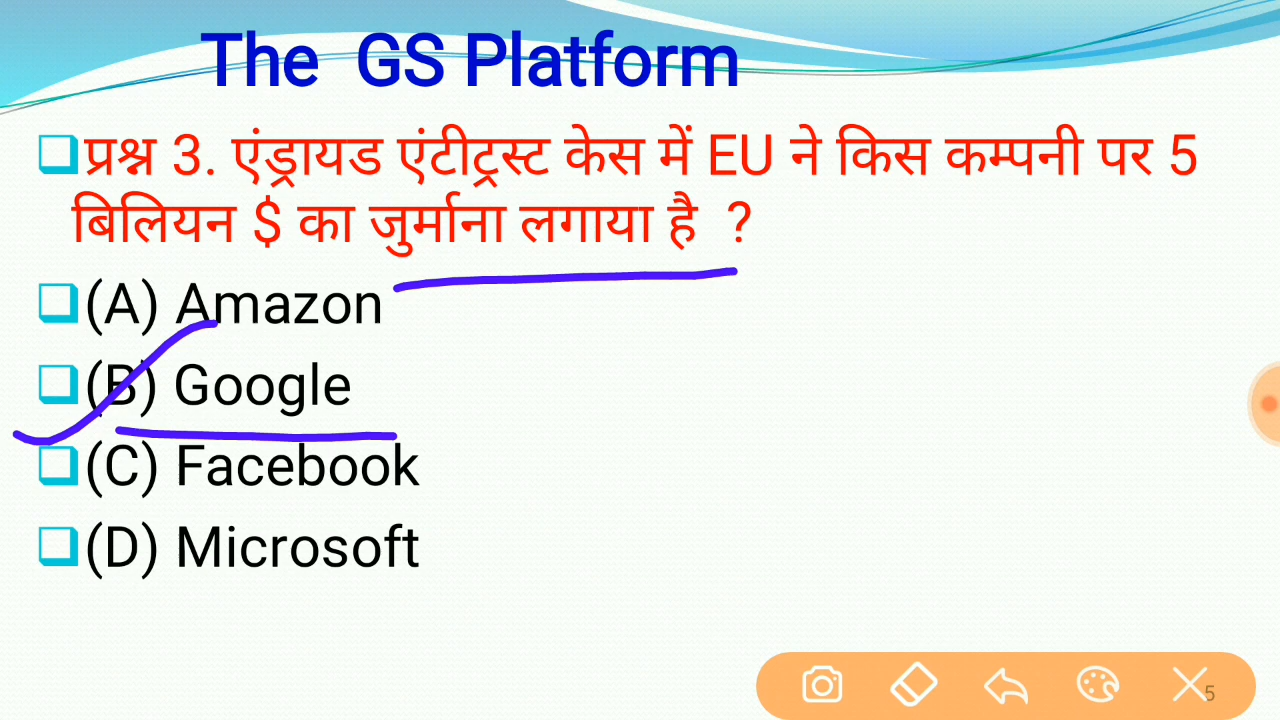 The GS Platform
प्रश्न 3. एंड्रायड एंटीट्रस्ट केस में EU ने किस कम्पनी पर 5
बिलियन $ का जुर्माना लगाया है ?
(A) Amazon
(B) Google
(C) Facebook
(D) Microsoft
5